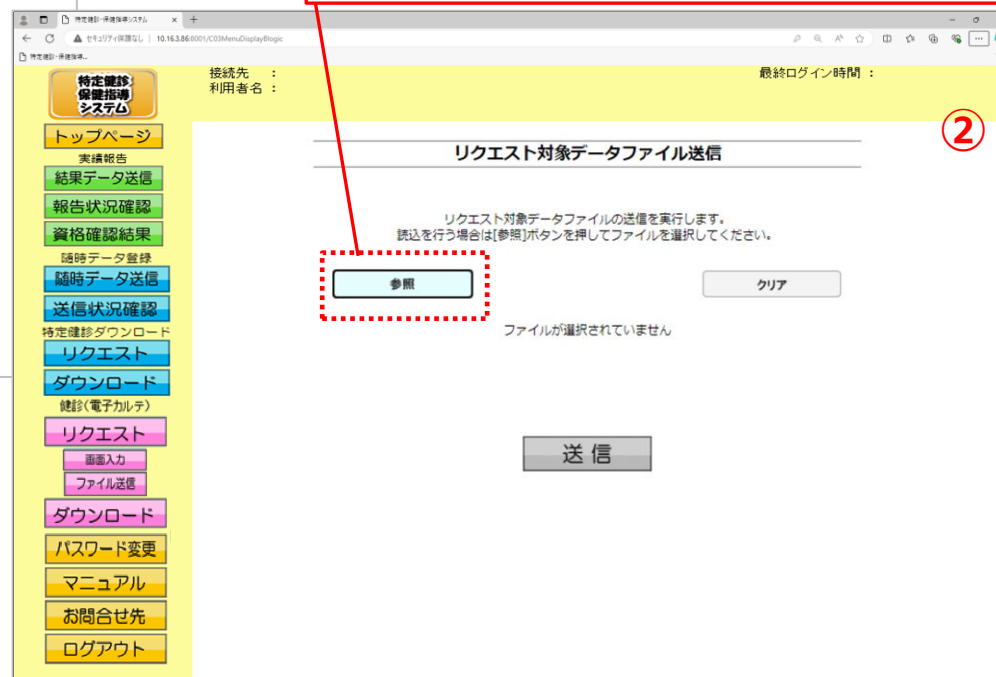 特定健診・保健指導システム
セキュリティ保護なし | 10.16.3.86:8001/C03MenuDisplayBlogic
特定健診・保健指導...
特定健診
保健指導
システム
接続先 :
利用者名 :
最終ログイン時間 :
②
トップページ
実績報告
結果データ送信
報告状況確認
資格確認結果
随時データ登録
随時データ送信
送信状況確認
特定健診ダウンロード
リクエスト
ダウンロード
健診(電子カルテ)
リクエスト
画面入力
ファイル送信
ダウンロード
パスワード変更
マニュアル
お問合せ先
ログアウト
リクエスト対象データファイル送信
リクエスト対象データファイルの送信を実行します。
読込を行う場合は[参照]ボタンを押してファイルを選択してください。
参照
クリア
ファイルが選択されていません
送信